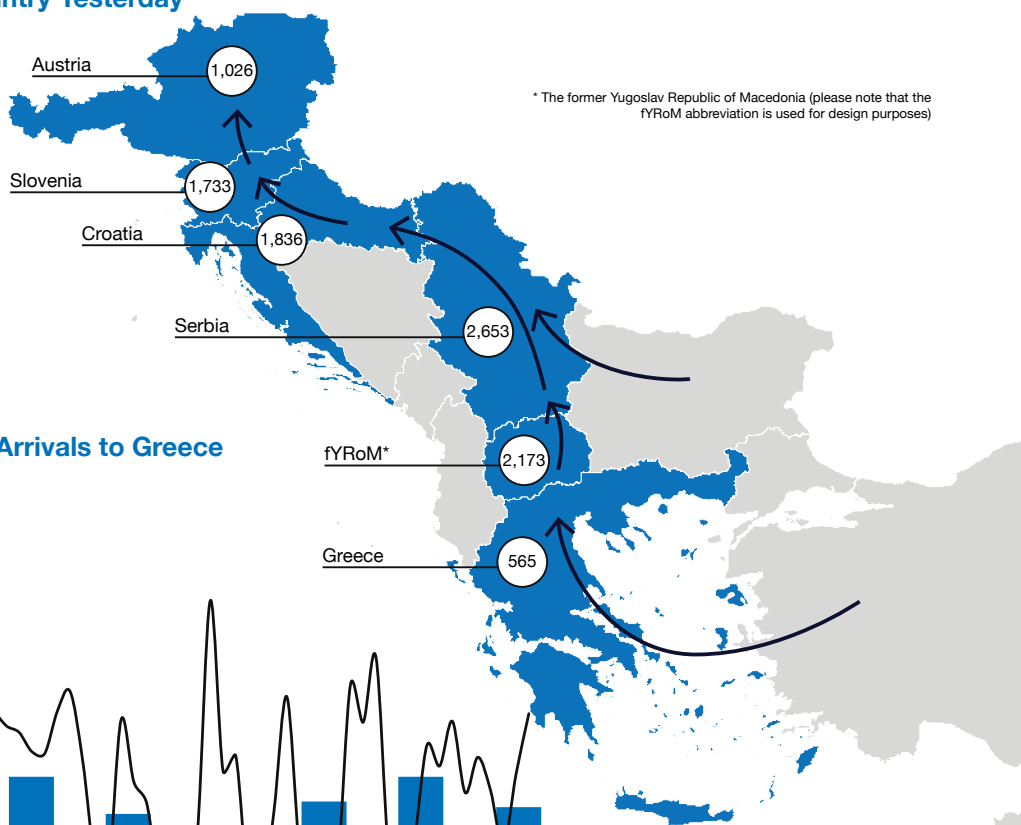 Yesterday
Austria
1,026
* The former Yugoslav Republic of Macedonia (please note that the
fYRoM abbreviation is used for design purposes)
Slovenia
1,733
Croatia
1,836
Serbia
2,653
Arrivals to Greece
fYRoM*
2,173
Greece
565